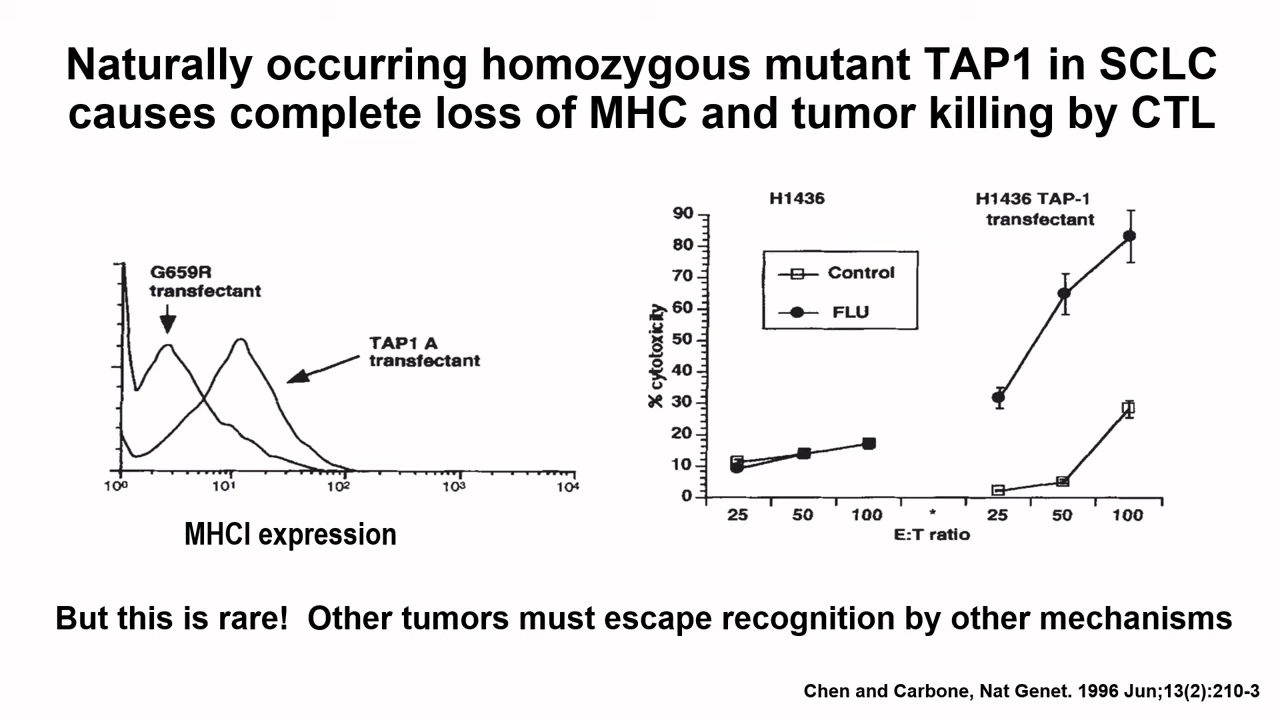 Naturally occurring homozygous mutant TAP1 in SCLC
causes complete loss of MHC and tumor killing by CTL
G659R
transfectant
TAP1 A
transfectant
10⁰ 10¹ 10² 10³ 10⁴
MHCI expression
H1436
H1436 TAP-1
transfectant
Control
FLU
% cytotoxicity
90
80
70
60
50
40
30
20
10
0
25 50 100 * 25 50 100
E:T ratio
But this is rare! Other tumors must escape recognition by other mechanisms
Chen and Carbone, Nat Genet. 1996 Jun;13(2):210-3